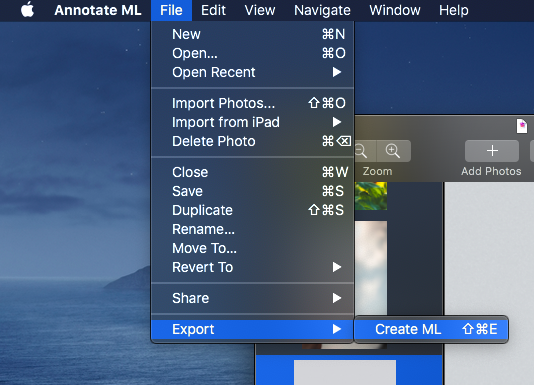 Annotate ML File Edit View Navigate Window Help
New ⌘N
Open... ⌘O
Open Recent ▶
Import Photos... ⇧⌘O
Import from iPad ▶
Delete Photo ⌘⌫
Zoom
Add Photos
Close ⌘W
Save ⌘S
Duplicate ⇧⌘S
Rename...
Move To...
Revert To ▶
Share ▶
Export ▶ Create ML ⇧⌘E